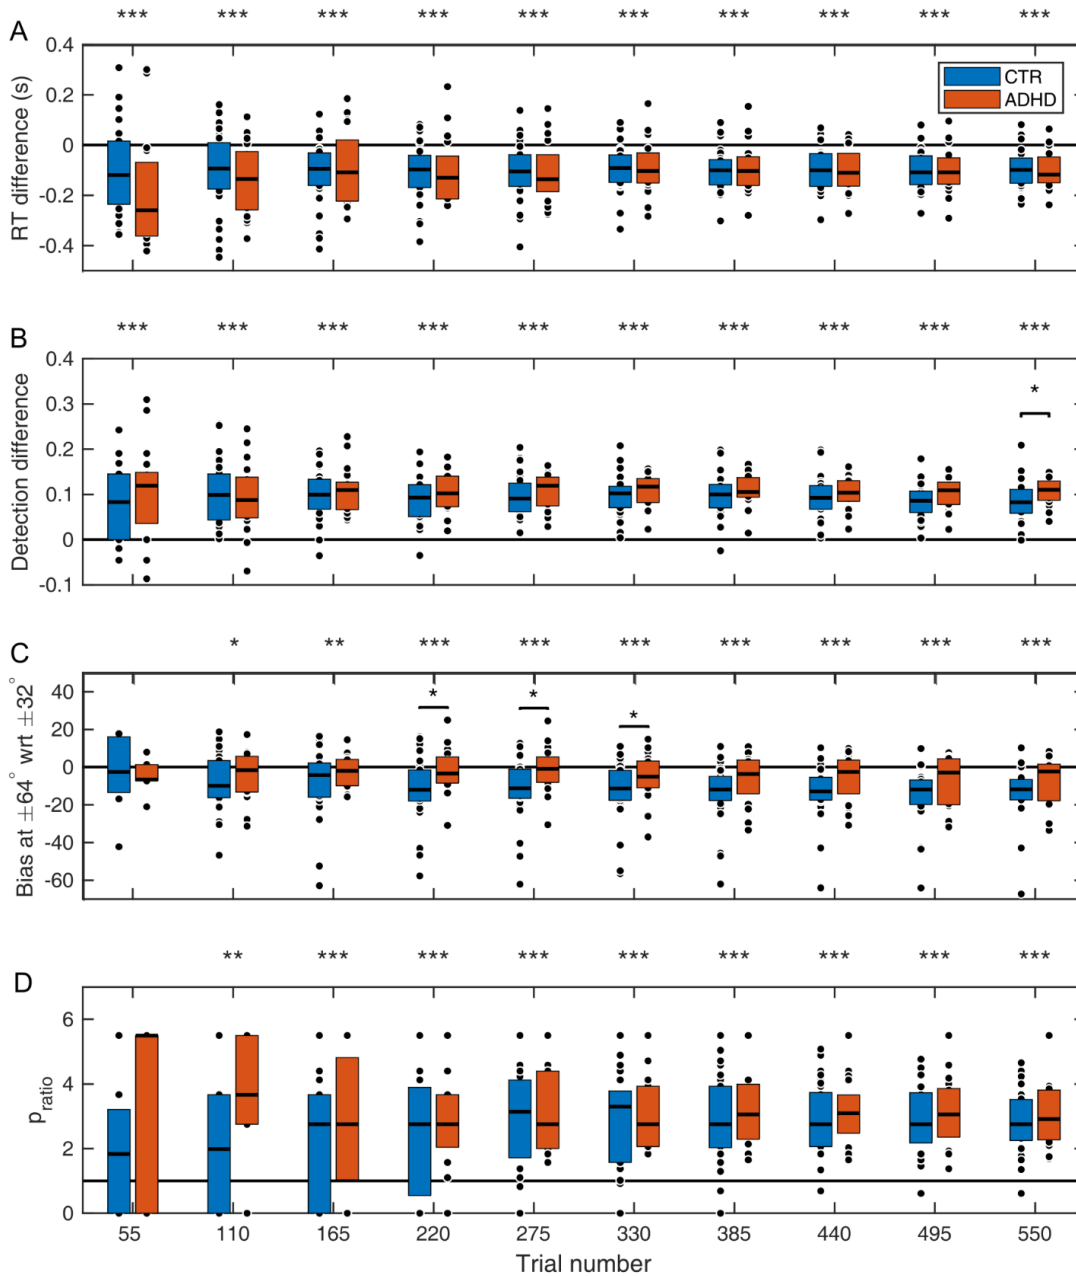 A
*** *** *** *** *** *** *** *** *** ***
RT difference (s)
0.4
0.2
0
-0.2
-0.4
CTR
ADHD
B
*** *** *** *** *** *** *** *** *** ***
Detection difference
0.4
0.3
0.2
0.1
0
-0.1
*
C
* ** *** *** *** *** *** *** ***
Bias at ±64° wrt ±32°
40
20
0
-20
-40
-60
* * *
D
** *** *** *** *** *** *** *** ***
pratio
6
4
2
0
55 110 165 220 275 330 385 440 495 550
Trial number